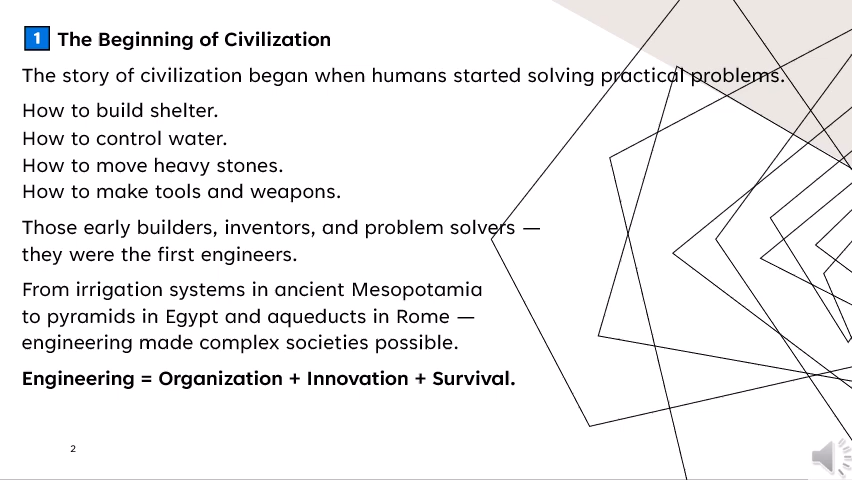 1 The Beginning of Civilization
The story of civilization began when humans started solving practical problems.
How to build shelter.
How to control water.
How to move heavy stones.
How to make tools and weapons.
Those early builders, inventors, and problem solvers —
they were the first engineers.
From irrigation systems in ancient Mesopotamia
to pyramids in Egypt and aqueducts in Rome —
engineering made complex societies possible.
Engineering = Organization + Innovation + Survival.
2